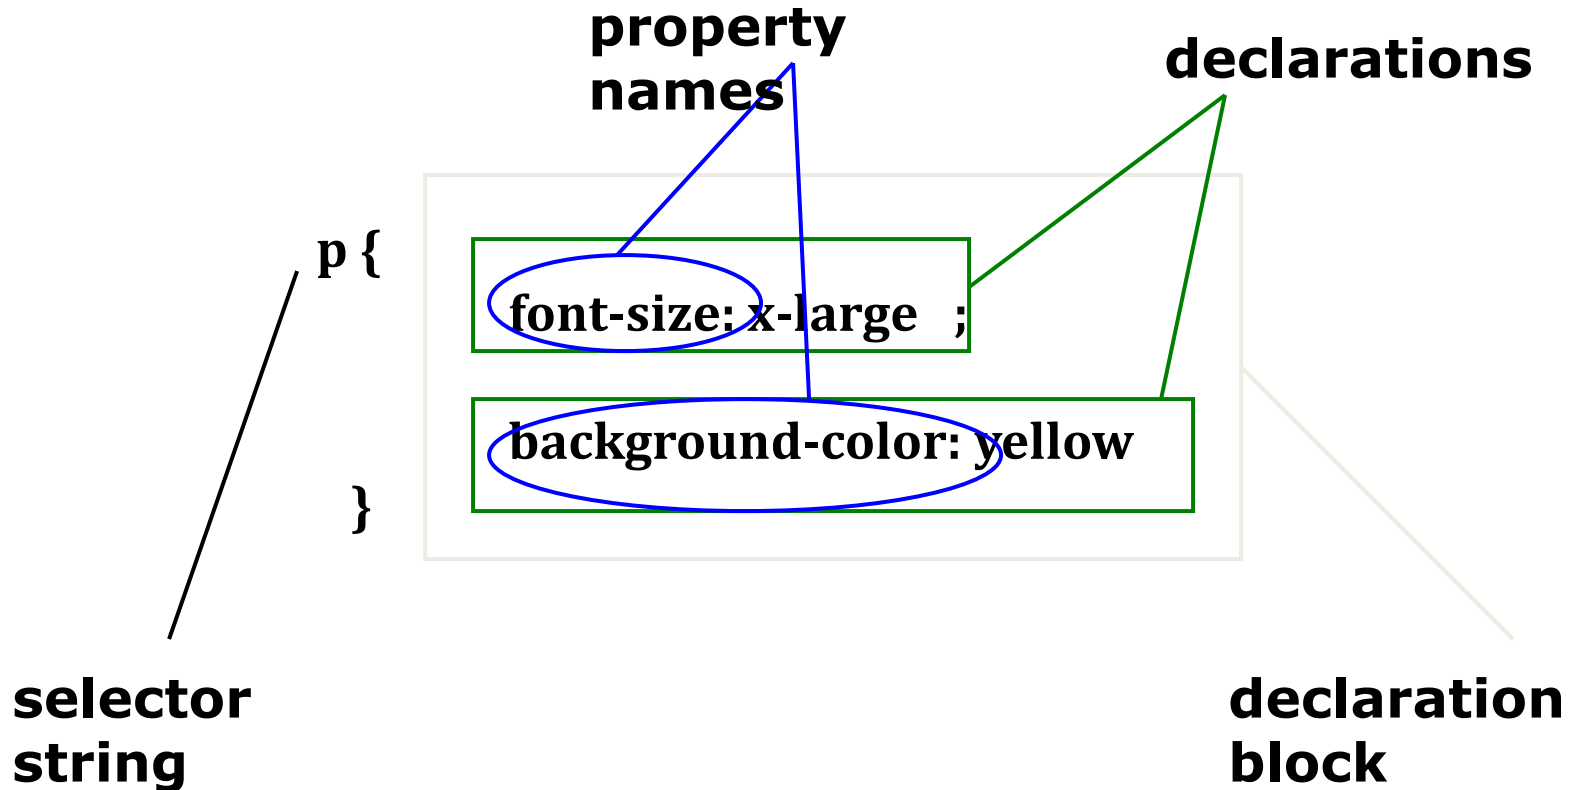 property
names
declarations
p {
font-size: x-large ;
background-color: yellow
}
selector
string
declaration
block